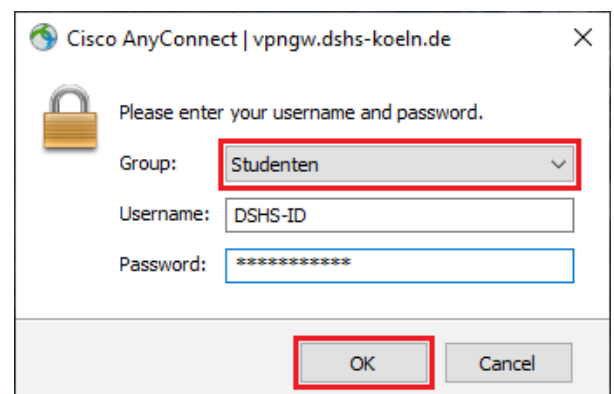 Cisco AnyConnect | vpngw.dshs-koeln.de
Please enter your username and password.
Group: Studenten
Username: DSHS-ID
Password: ***********
OK Cancel